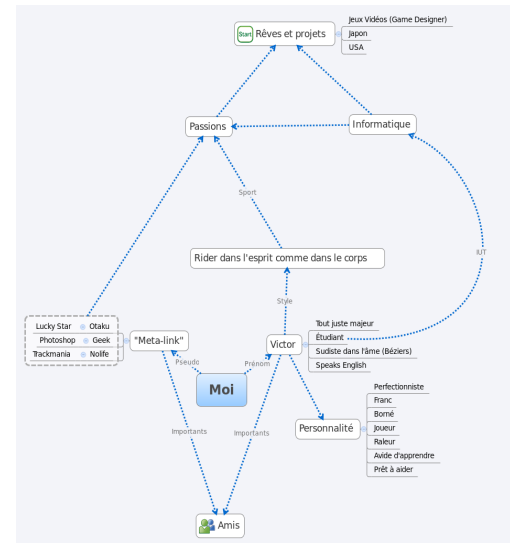 Start
Rêves et projets
Jeux Vidéos (Game Designer)
Japon
USA
Passions
Informatique
Sport
IUT
Rider dans l'esprit comme dans le corps
Style
Lucky Star
Otaku
Photoshop
Geek
Trackmania
Nolife
"Meta-link"
Victor
Tout juste majeur
Étudiant
Sudiste dans l'âme (Béziers)
Speaks English
Pseudo
Prénom
Moi
Personnalité
Perfectionniste
Franc
Borné
Joueur
Raleur
Avide d'apprendre
Prêt à aider
Importants
Importants
Amis